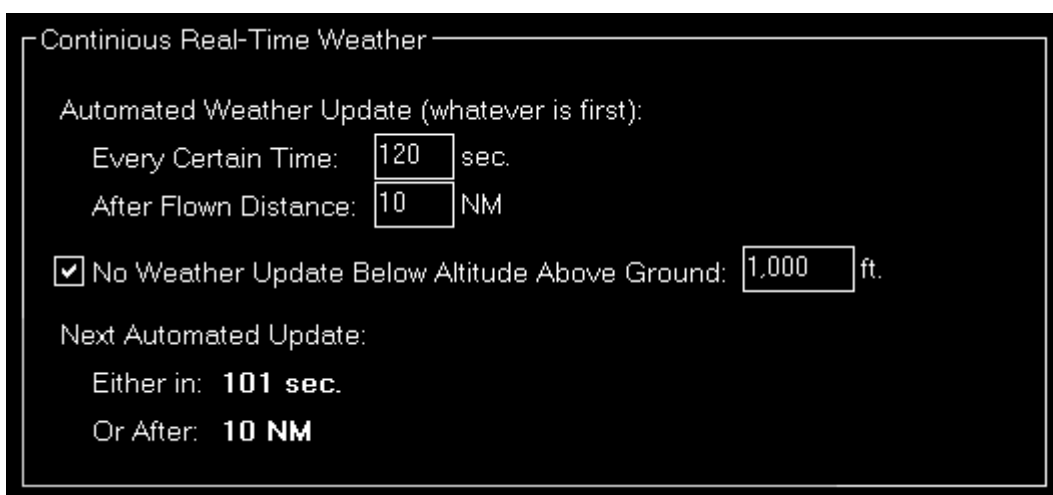 Continious Real-Time Weather
Automated Weather Update (whatever is first):
Every Certain Time: 120 sec.
After Flown Distance: 10 NM
No Weather Update Below Altitude Above Ground: 1,000 ft.
Next Automated Update:
Either in: 101 sec.
Or After: 10 NM